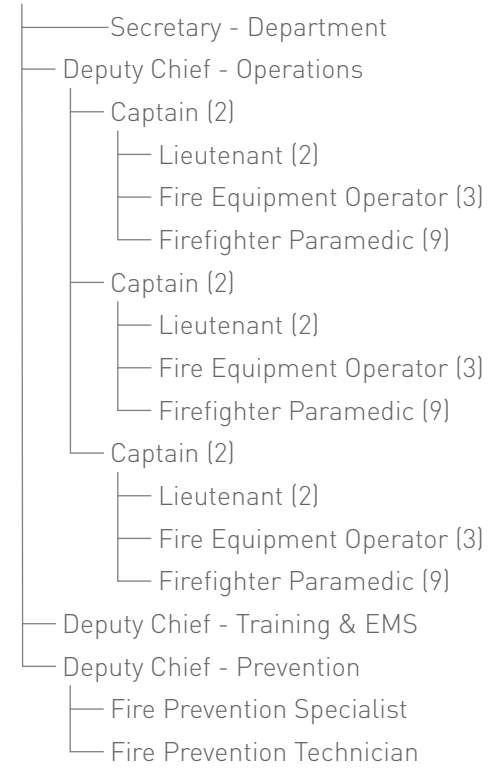 Secretary - Department
Deputy Chief - Operations
Captain (2)
Lieutenant (2)
Fire Equipment Operator (3)
Firefighter Paramedic (9)
Captain (2)
Lieutenant (2)
Fire Equipment Operator (3)
Firefighter Paramedic (9)
Captain (2)
Lieutenant (2)
Fire Equipment Operator (3)
Firefighter Paramedic (9)
Deputy Chief - Training & EMS
Deputy Chief - Prevention
Fire Prevention Specialist
Fire Prevention Technician